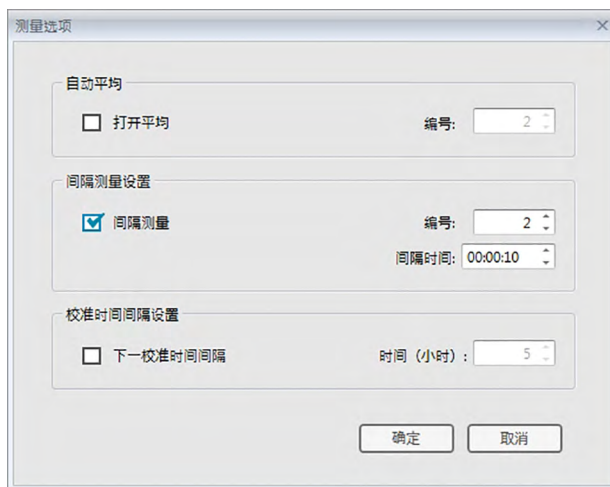 测量选项
自动平均
打开平均 编号: 2
间隔测量设置
间隔测量 编号: 2
间隔时间: 00:00:10
校准时间间隔设置
下一校准时间间隔 时间（小时）: 5
确定 取消